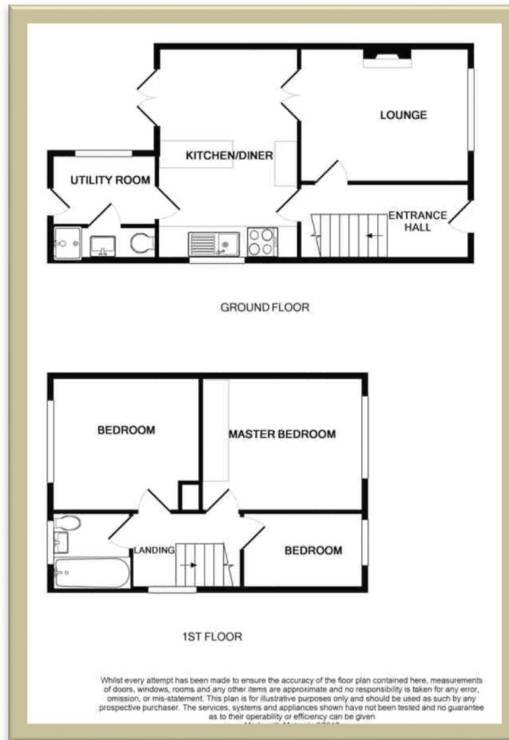 LOUNGE
KITCHEN/DINER
UTILITY ROOM
ENTRANCE
HALL
GROUND FLOOR
BEDROOM
MASTER BEDROOM
LANDING
BEDROOM
1ST FLOOR
Whilst every attempt has been made to ensure the accuracy of the floor plan contained here, measurements
of doors, windows, rooms and any other items are approximate and no responsibility is taken for any error,
omission, or mis-statement. This plan is for illustrative purposes only and should be used as such by any
prospective purchaser. The services, systems and appliances shown have not been tested and no guarantee
as to their operability or efficiency can be given